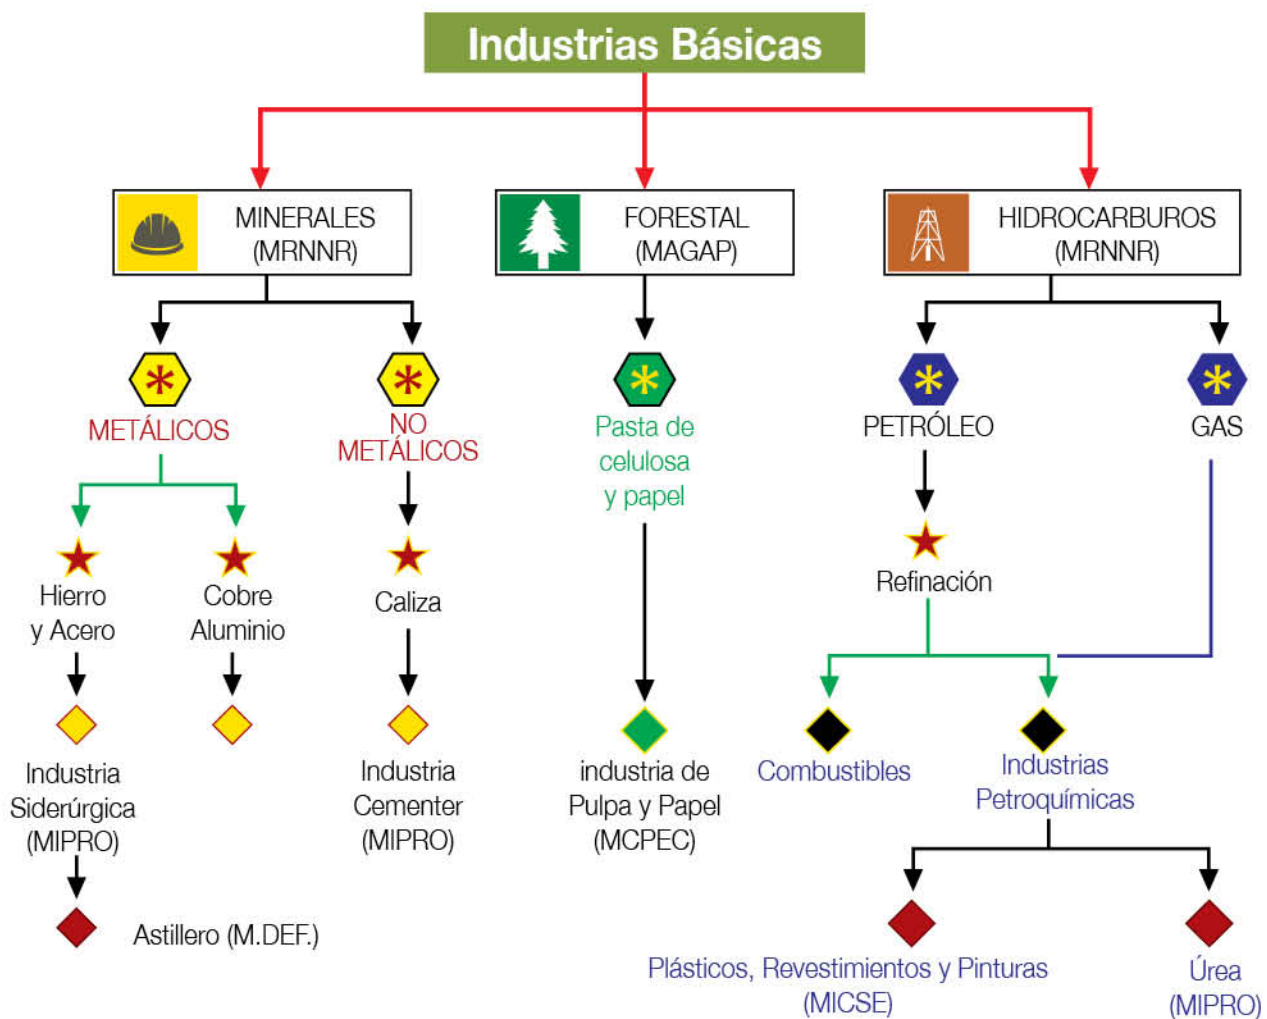 Industrias Básicas
MINERALES
(MRNNR)
FORESTAL
(MAGAP)
HIDROCARBUROS
(MRNNR)
METÁLICOS
NO
METÁLICOS
Pasta de
celulosa
y papel
PETRÓLEO
GAS
Hierro
y Acero
Cobre
Aluminio
Caliza
Refinación
Industria
Siderúrgica
(MIPRO)
Industria
Cementer
(MIPRO)
industria de
Pulpa y Papel
(MCPEC)
Combustibles
Industrias
Petroquímicas
Astillero (M.DEF.)
Plásticos, Revestimientos y Pinturas
(MICSE)
Úrea
(MIPRO)